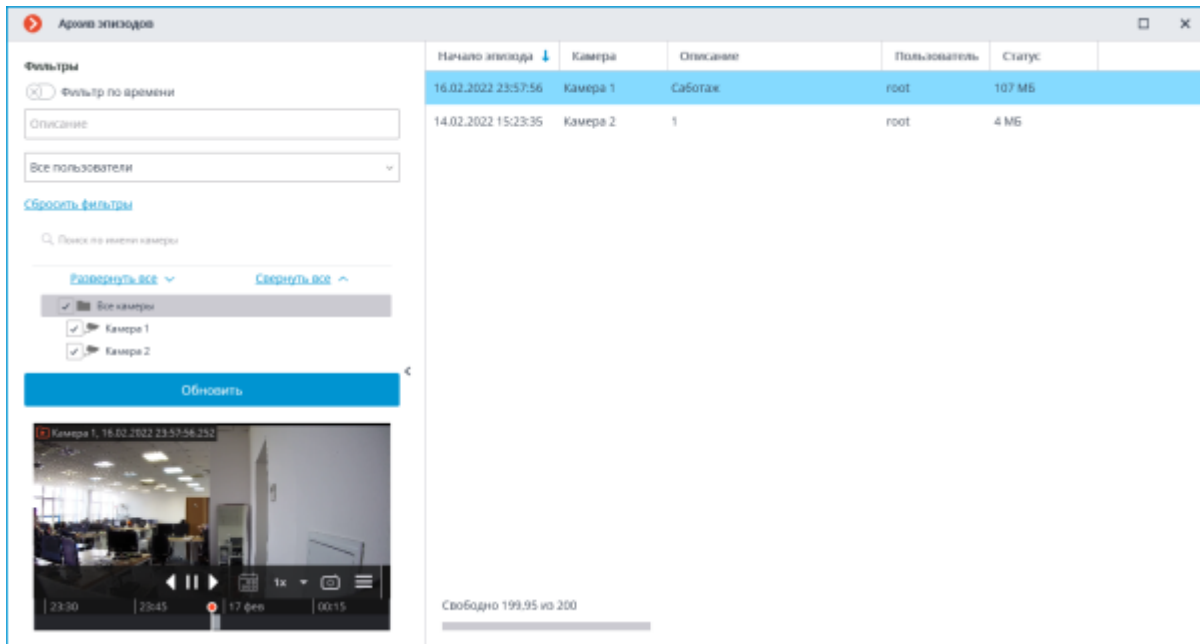 Архив эпизодов
Фильтры
Фильтр по времени
Описание
Все пользователи
Сбросить фильтры
Поиск по имени камеры
Развернуть все Свернуть все
Все камеры
Камера 1
Камера 2
Обновить
Камера 1, 16.02.2022 23:57:56.252
1x
23:30 23:45 17 фев 00:15
Начало эпизода Камера Описание Пользователь Статус
16.02.2022 23:57:56 Камера 1 Саботаж root 107 МБ
14.02.2022 15:23:35 Камера 2 1 root 4 МБ
Свободно 199.95 из 200